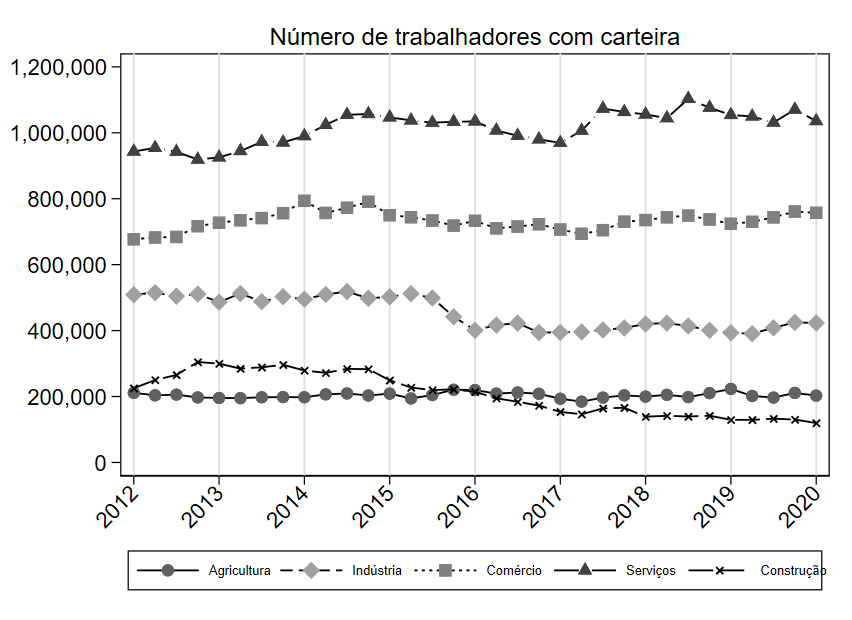 Número de trabalhadores com carteira
1,200,000
1,000,000
800,000
600,000
400,000
200,000
0
2012 2013 2014 2015 2016 2017 2018 2019 2020
Agricultura Indústria Comércio Serviços Construção